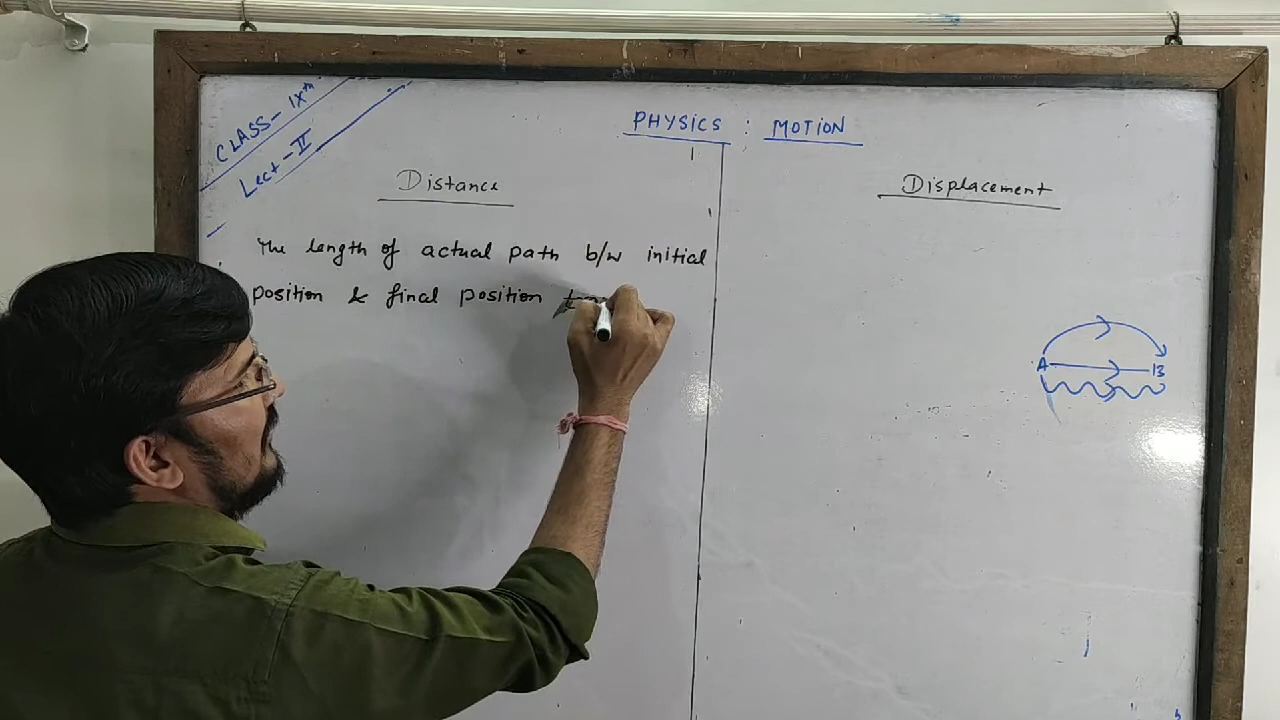 CLASS - IXth
Lect - II
PHYSICS : MOTION
Distance
Displacement
The length of actual path b/w initial
position & final position
A B